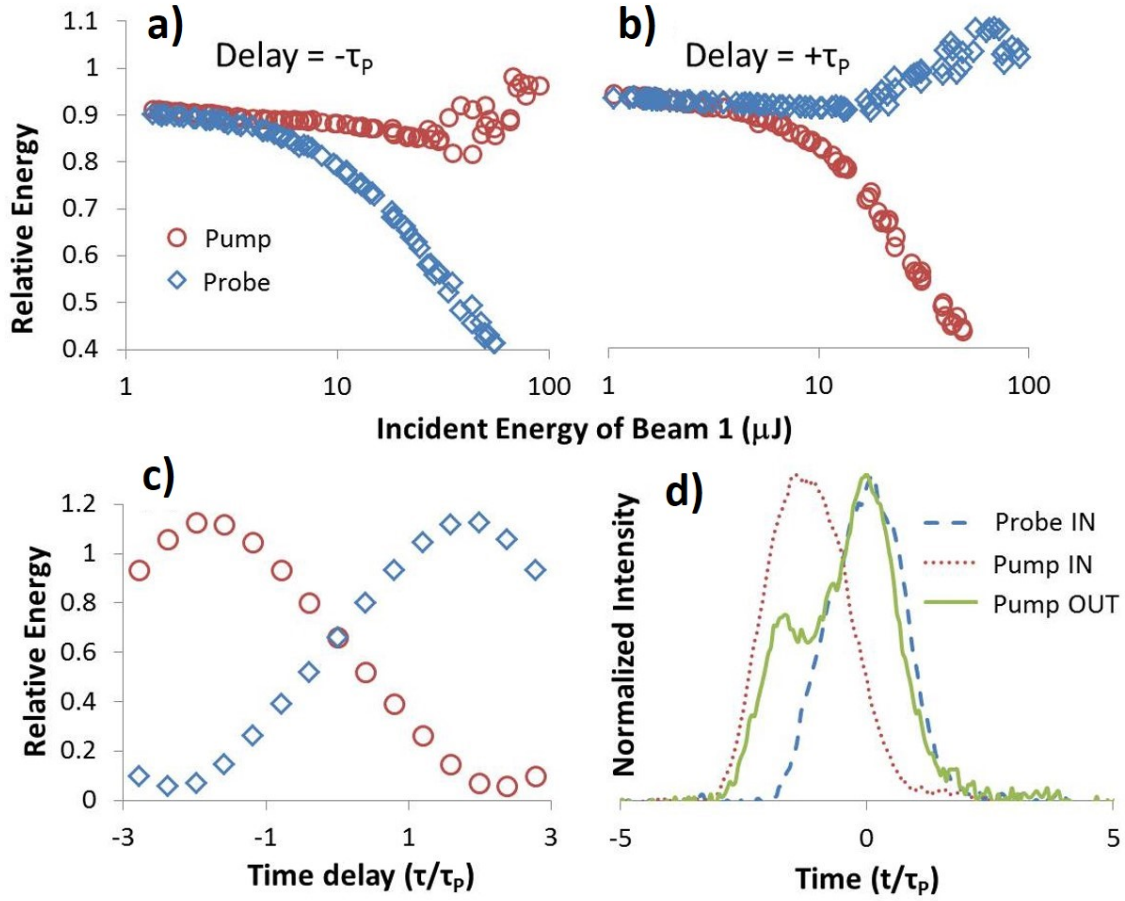 a)
Delay = -τP
b)
Delay = +τP
1.1
1
0.9
0.8
0.7
0.6
0.5
0.4
Relative Energy
Pump
Probe
1
10
100
1
10
100
Incident Energy of Beam 1 (μJ)
c)
1.2
1
0.8
0.6
0.4
0.2
0
Relative Energy
-3
-1
1
3
Time delay (τ/τP)
d)
Normalized Intensity
Probe IN
Pump IN
Pump OUT
-5
0
5
Time (t/τP)